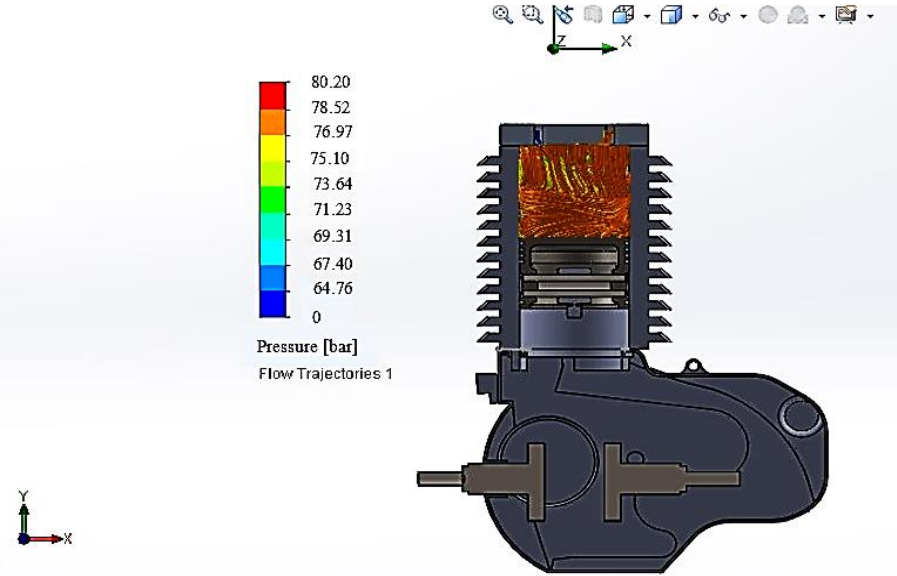 Z X
80.20
78.52
76.97
75.10
73.64
71.23
69.31
67.40
64.76
0
Pressure [bar]
Flow Trajectories 1
Y
X